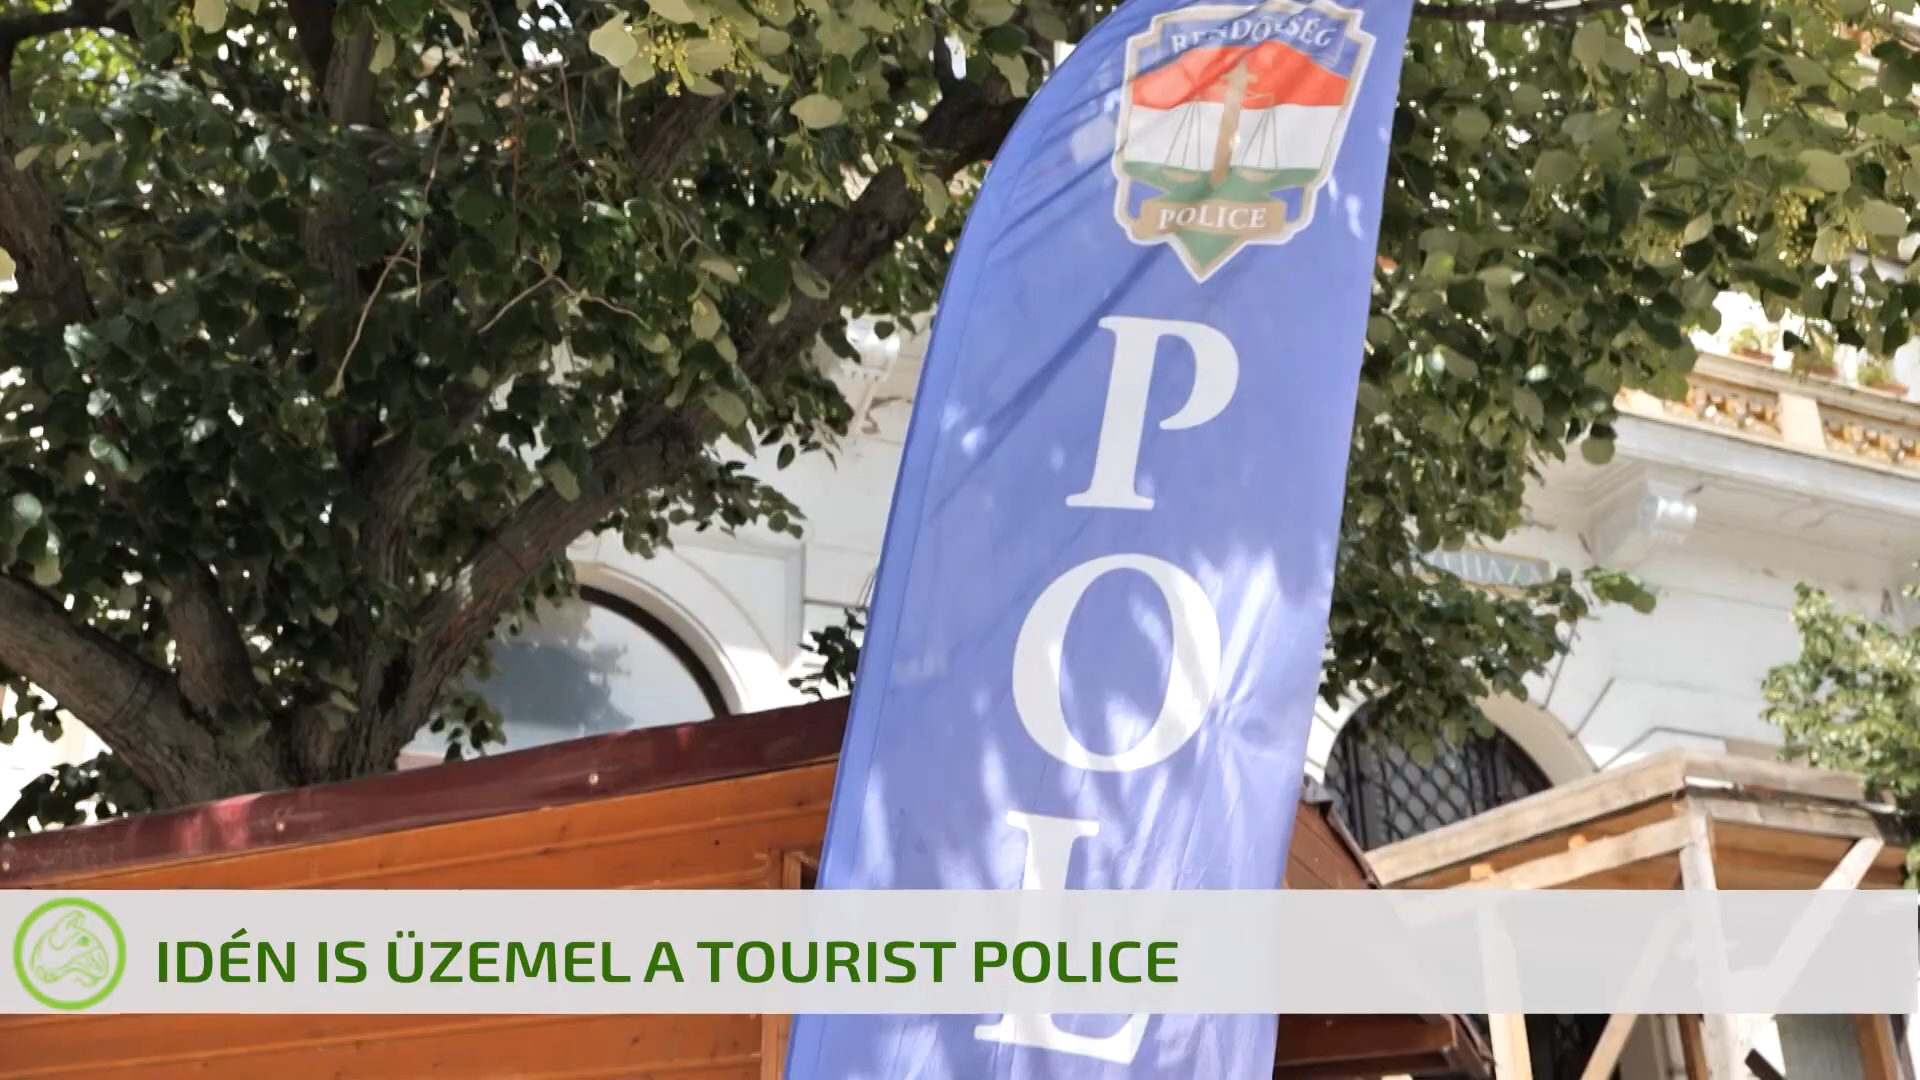 RENDŐRSÉG
POLICE
P
O
L
IDÉN IS ÜZEMEL A TOURIST POLICE